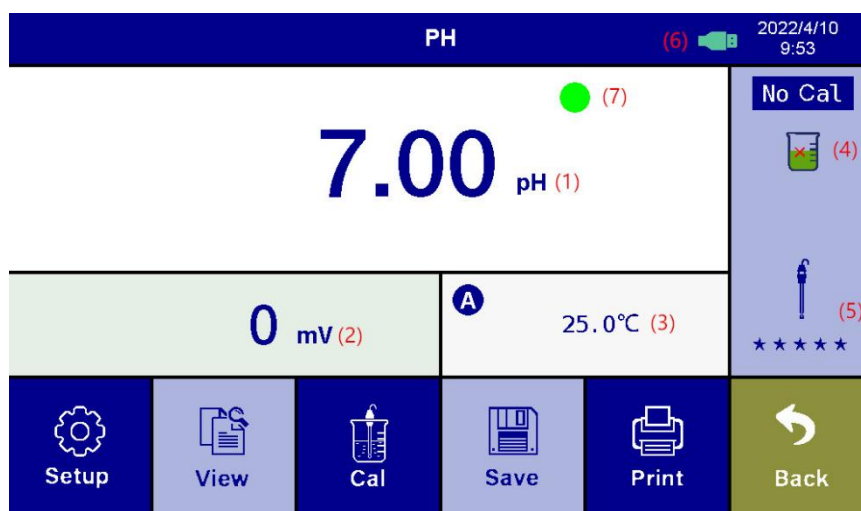 PH
(6)
2022/4/10
9:53
(7)
7.00 pH (1)
No Cal
(4)
0 mV (2)
A
25.0℃ (3)
(5)
★★★★★
Setup
View
Cal
Save
Print
Back